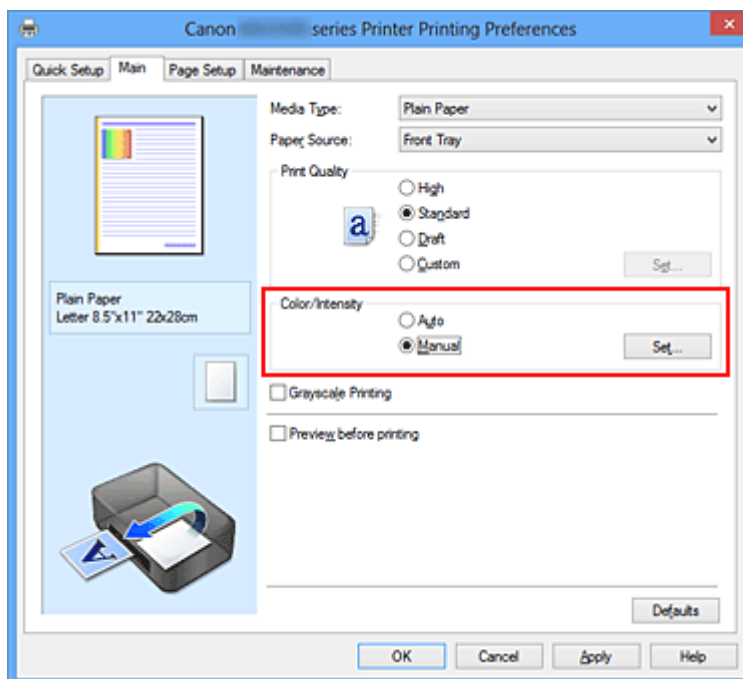 Canon series Printer Printing Preferences
Quick Setup Main Page Setup Maintenance
Media Type: Plain Paper
Paper Source: Front Tray
Print Quality
High
Standard
Draft
Custom Set...
a
Plain Paper
Letter 8.5"x11" 22x28cm
Color/Intensity
Auto
Manual Set...
Grayscale Printing
Preview before printing
A
Defaults
OK Cancel Apply Help